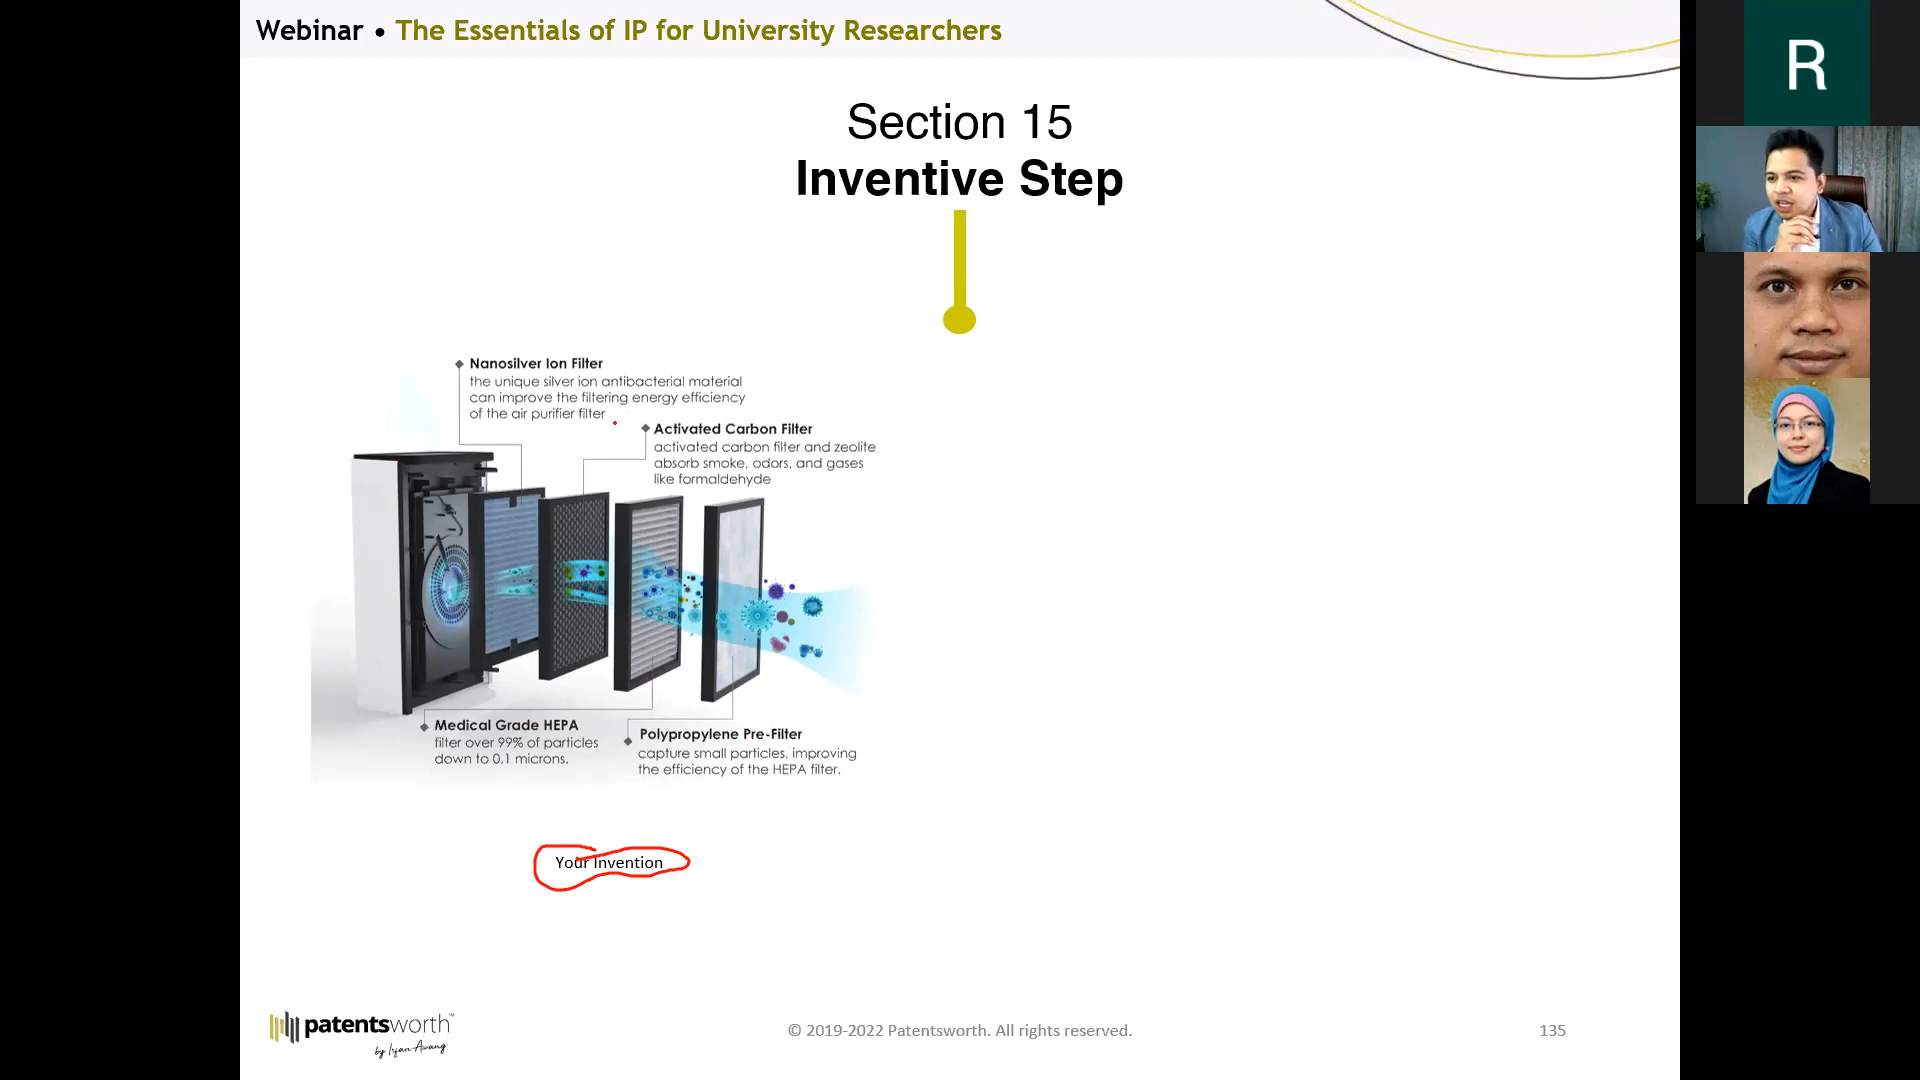 Webinar • The Essentials of IP for University Researchers
R
Section 15
Inventive Step
Nanosilver Ion Filter
the unique silver ion antibacterial material
can improve the filtering energy efficiency
of the air purifier filter
Activated Carbon Filter
activated carbon filter and zeolite
absorb smoke, odors, and gases
like formaldehyde
Medical Grade HEPA
filter over 99% of particles
down to 0.1 microns.
Polypropylene Pre-Filter
capture small particles, improving
the efficiency of the HEPA filter.
Your Invention
patentsworth™
by Irfan Awang
© 2019-2022 Patentsworth. All rights reserved.
135